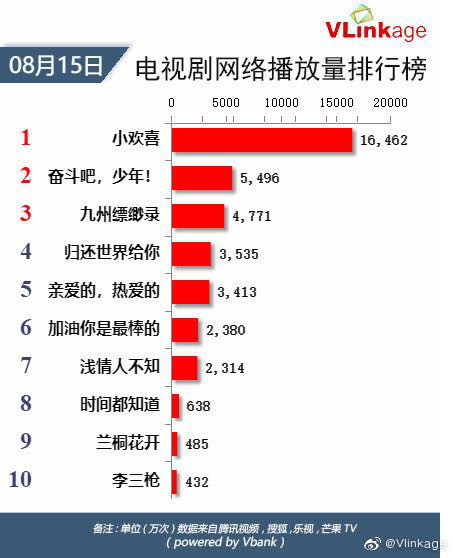 VLinkage
08月15日
电视剧网络播放量排行榜
0 5000 10000 15000 20000
1 小欢喜 16,462
2 奋斗吧，少年！ 5,496
3 九州缥缈录 4,771
4 归还世界给你 3,535
5 亲爱的，热爱的 3,413
6 加油你是最棒的 2,380
7 浅情人不知 2,314
8 时间都知道 638
9 兰桐花开 485
10 李三枪 432
备注：单位（万次）数据来自腾讯视频，搜狐，乐视，芒果 TV
( powered by Vbank )
@Vlinkage